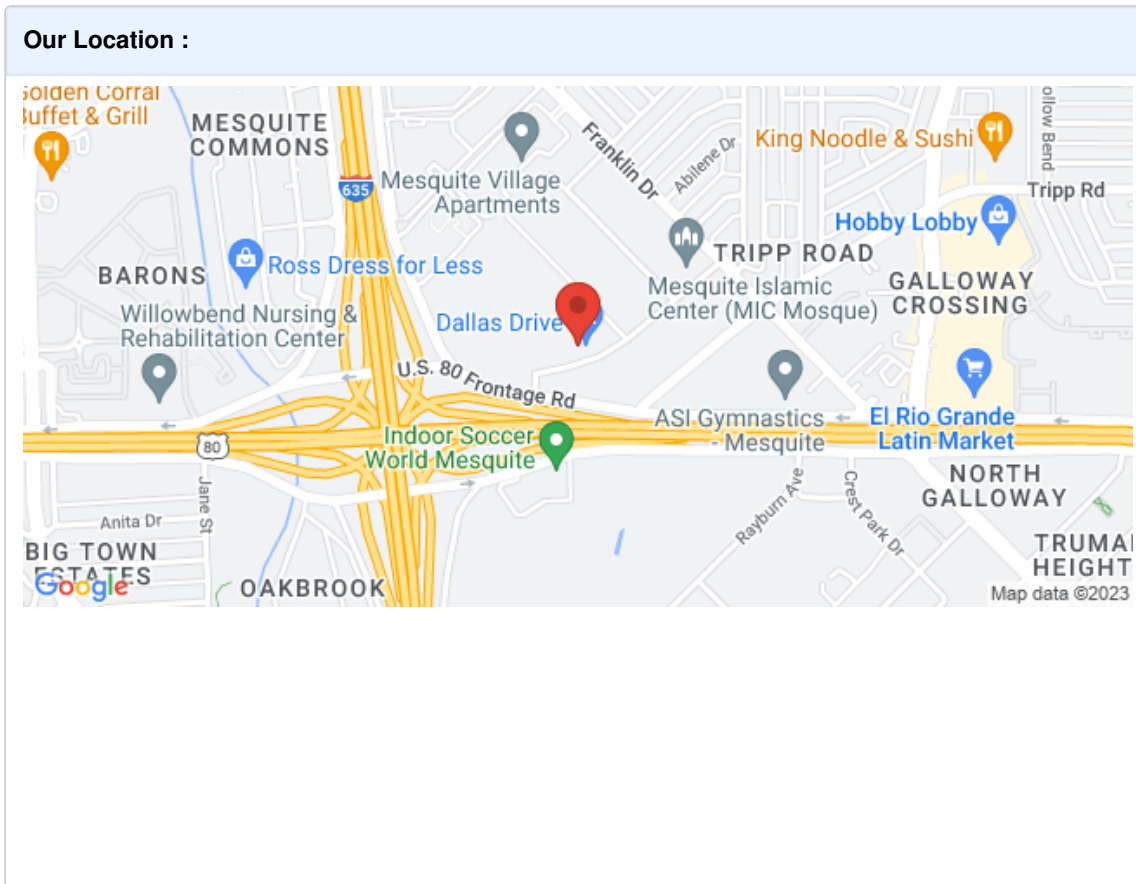 Our Location :
Golden Corral
Buffet & Grill
MESQUITE
COMMONS
635
Mesquite Village
Apartments
Franklin Dr
Abilene Dr
King Noodle & Sushi
ollow Bend
Tripp Rd
Hobby Lobby
TRIPP ROAD
BARONS
Ross Dress for Less
Mesquite Islamic
Center (MIC Mosque)
GALLOWAY
CROSSING
Willowbend Nursing &
Rehabilitation Center
Dallas Drive
U.S. 80 Frontage Rd
ASI Gymnastics
- Mesquite
El Rio Grande
Latin Market
80
Indoor Soccer
World Mesquite
NORTH
GALLOWAY
Jane St
Rayburn Ave
Crest Park Dr
Anita Dr
BIG TOWN
ESTATES
OAKBROOK
TRUMA
HEIGHT
Google
Map data ©2023